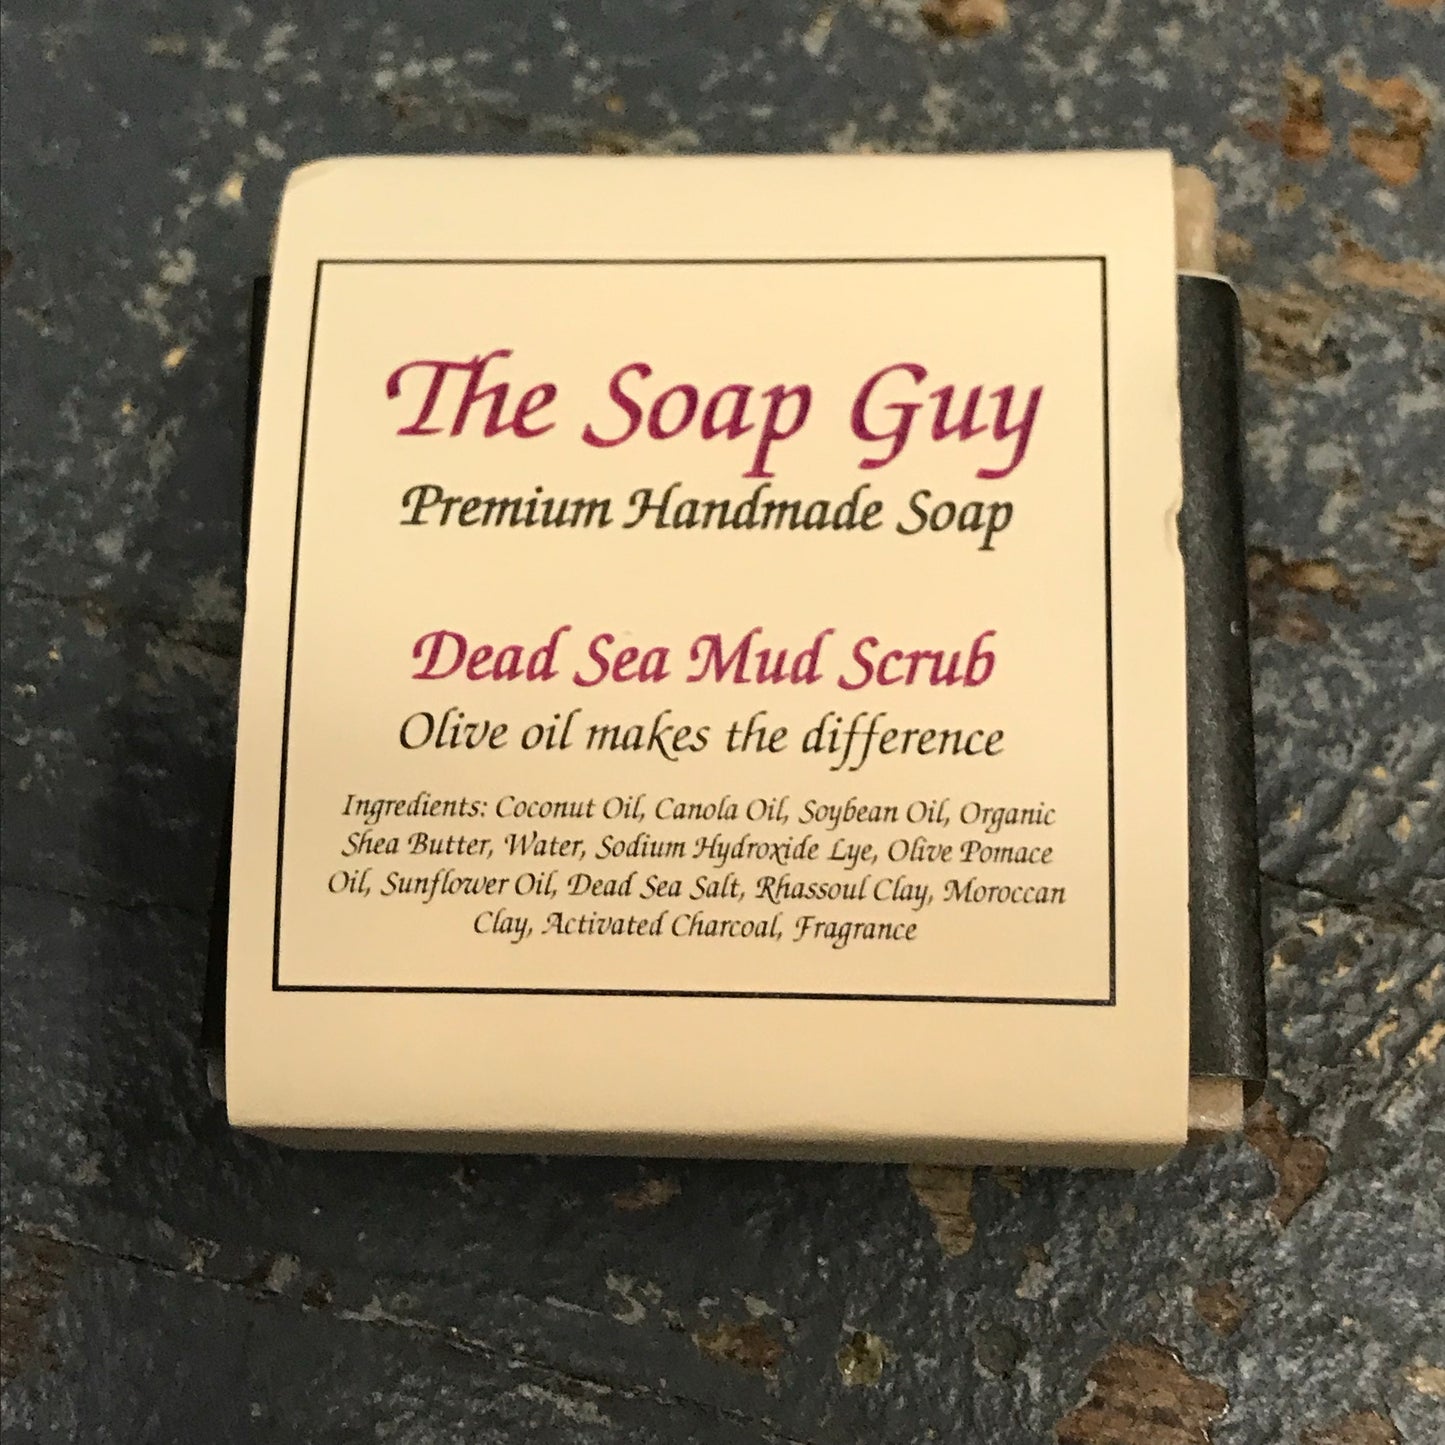 The Soap Guy
Premium Handmade Soap
Dead Sea Mud Scrub
Olive oil makes the difference
Ingredients: Coconut Oil, Canola Oil, Soybean Oil, Organic
Shea Butter, Water, Sodium Hydroxide Lye, Olive Pomace
Oil, Sunflower Oil, Dead Sea Salt, Rhassoul Clay, Moroccan
Clay, Activated Charcoal, Fragrance